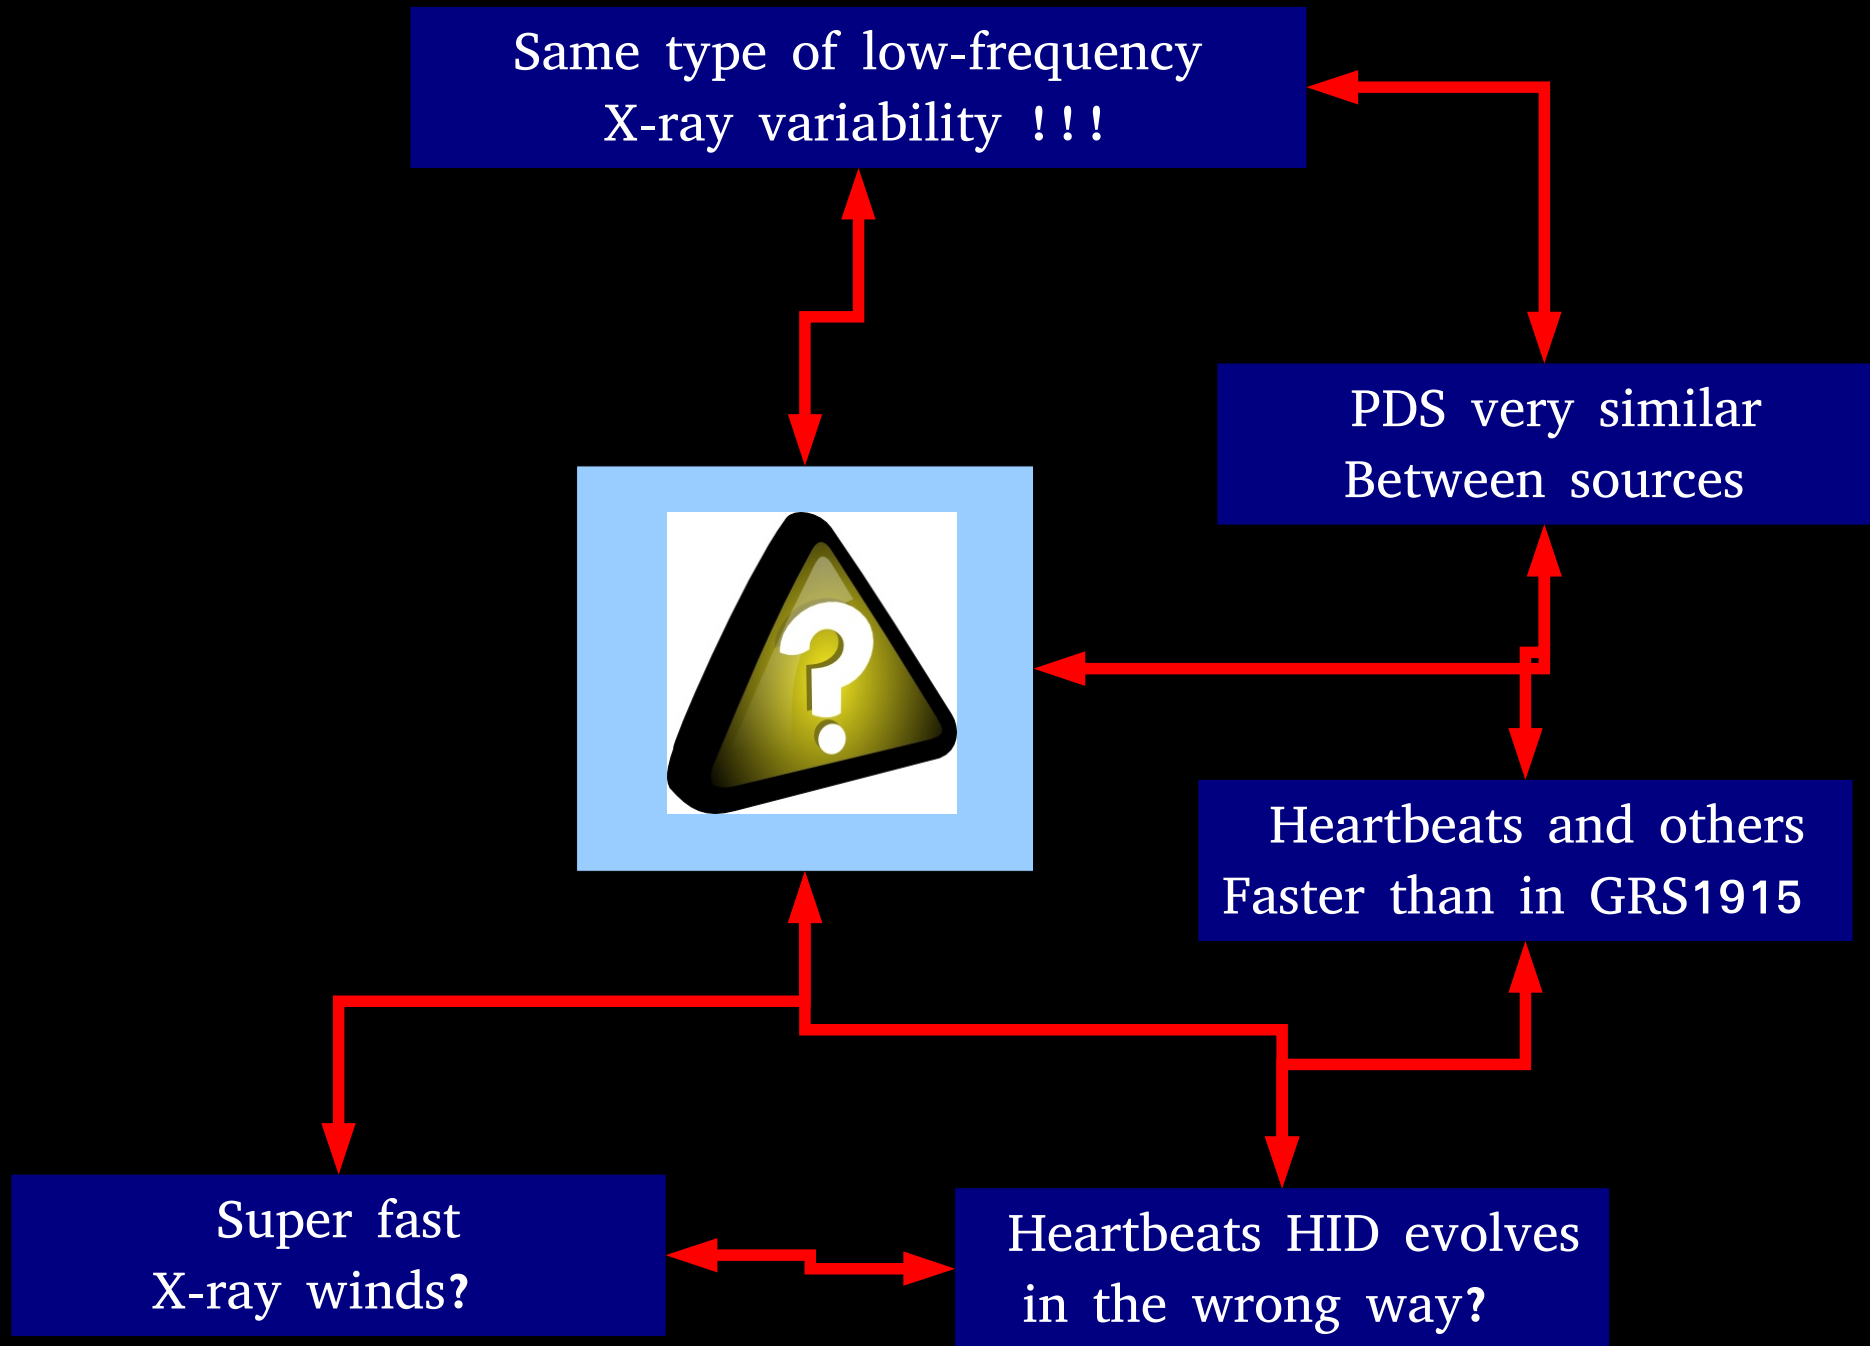 Same type of low-frequency
X-ray variability !!!
PDS very similar
Between sources
?
Heartbeats and others
Faster than in GRS1915
Super fast
X-ray winds?
Heartbeats HID evolves
in the wrong way?